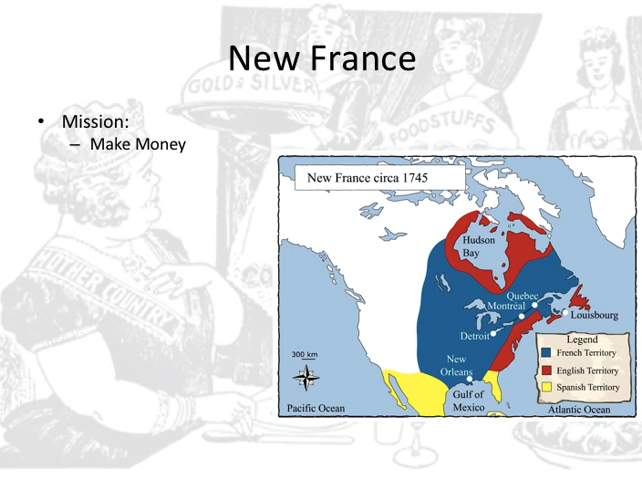 New France
GOLD & SILVER
FOODSTUFFS
• Mission:
– Make Money
MOTHER COUNTRY
New France circa 1745
Hudson
Bay
Quebec
Montréal
Louisbourg
Detroit
Legend
French Territory
English Territory
Spanish Territory
300 km
New
Orleans
Gulf of
Mexico
Pacific Ocean
Atlantic Ocean